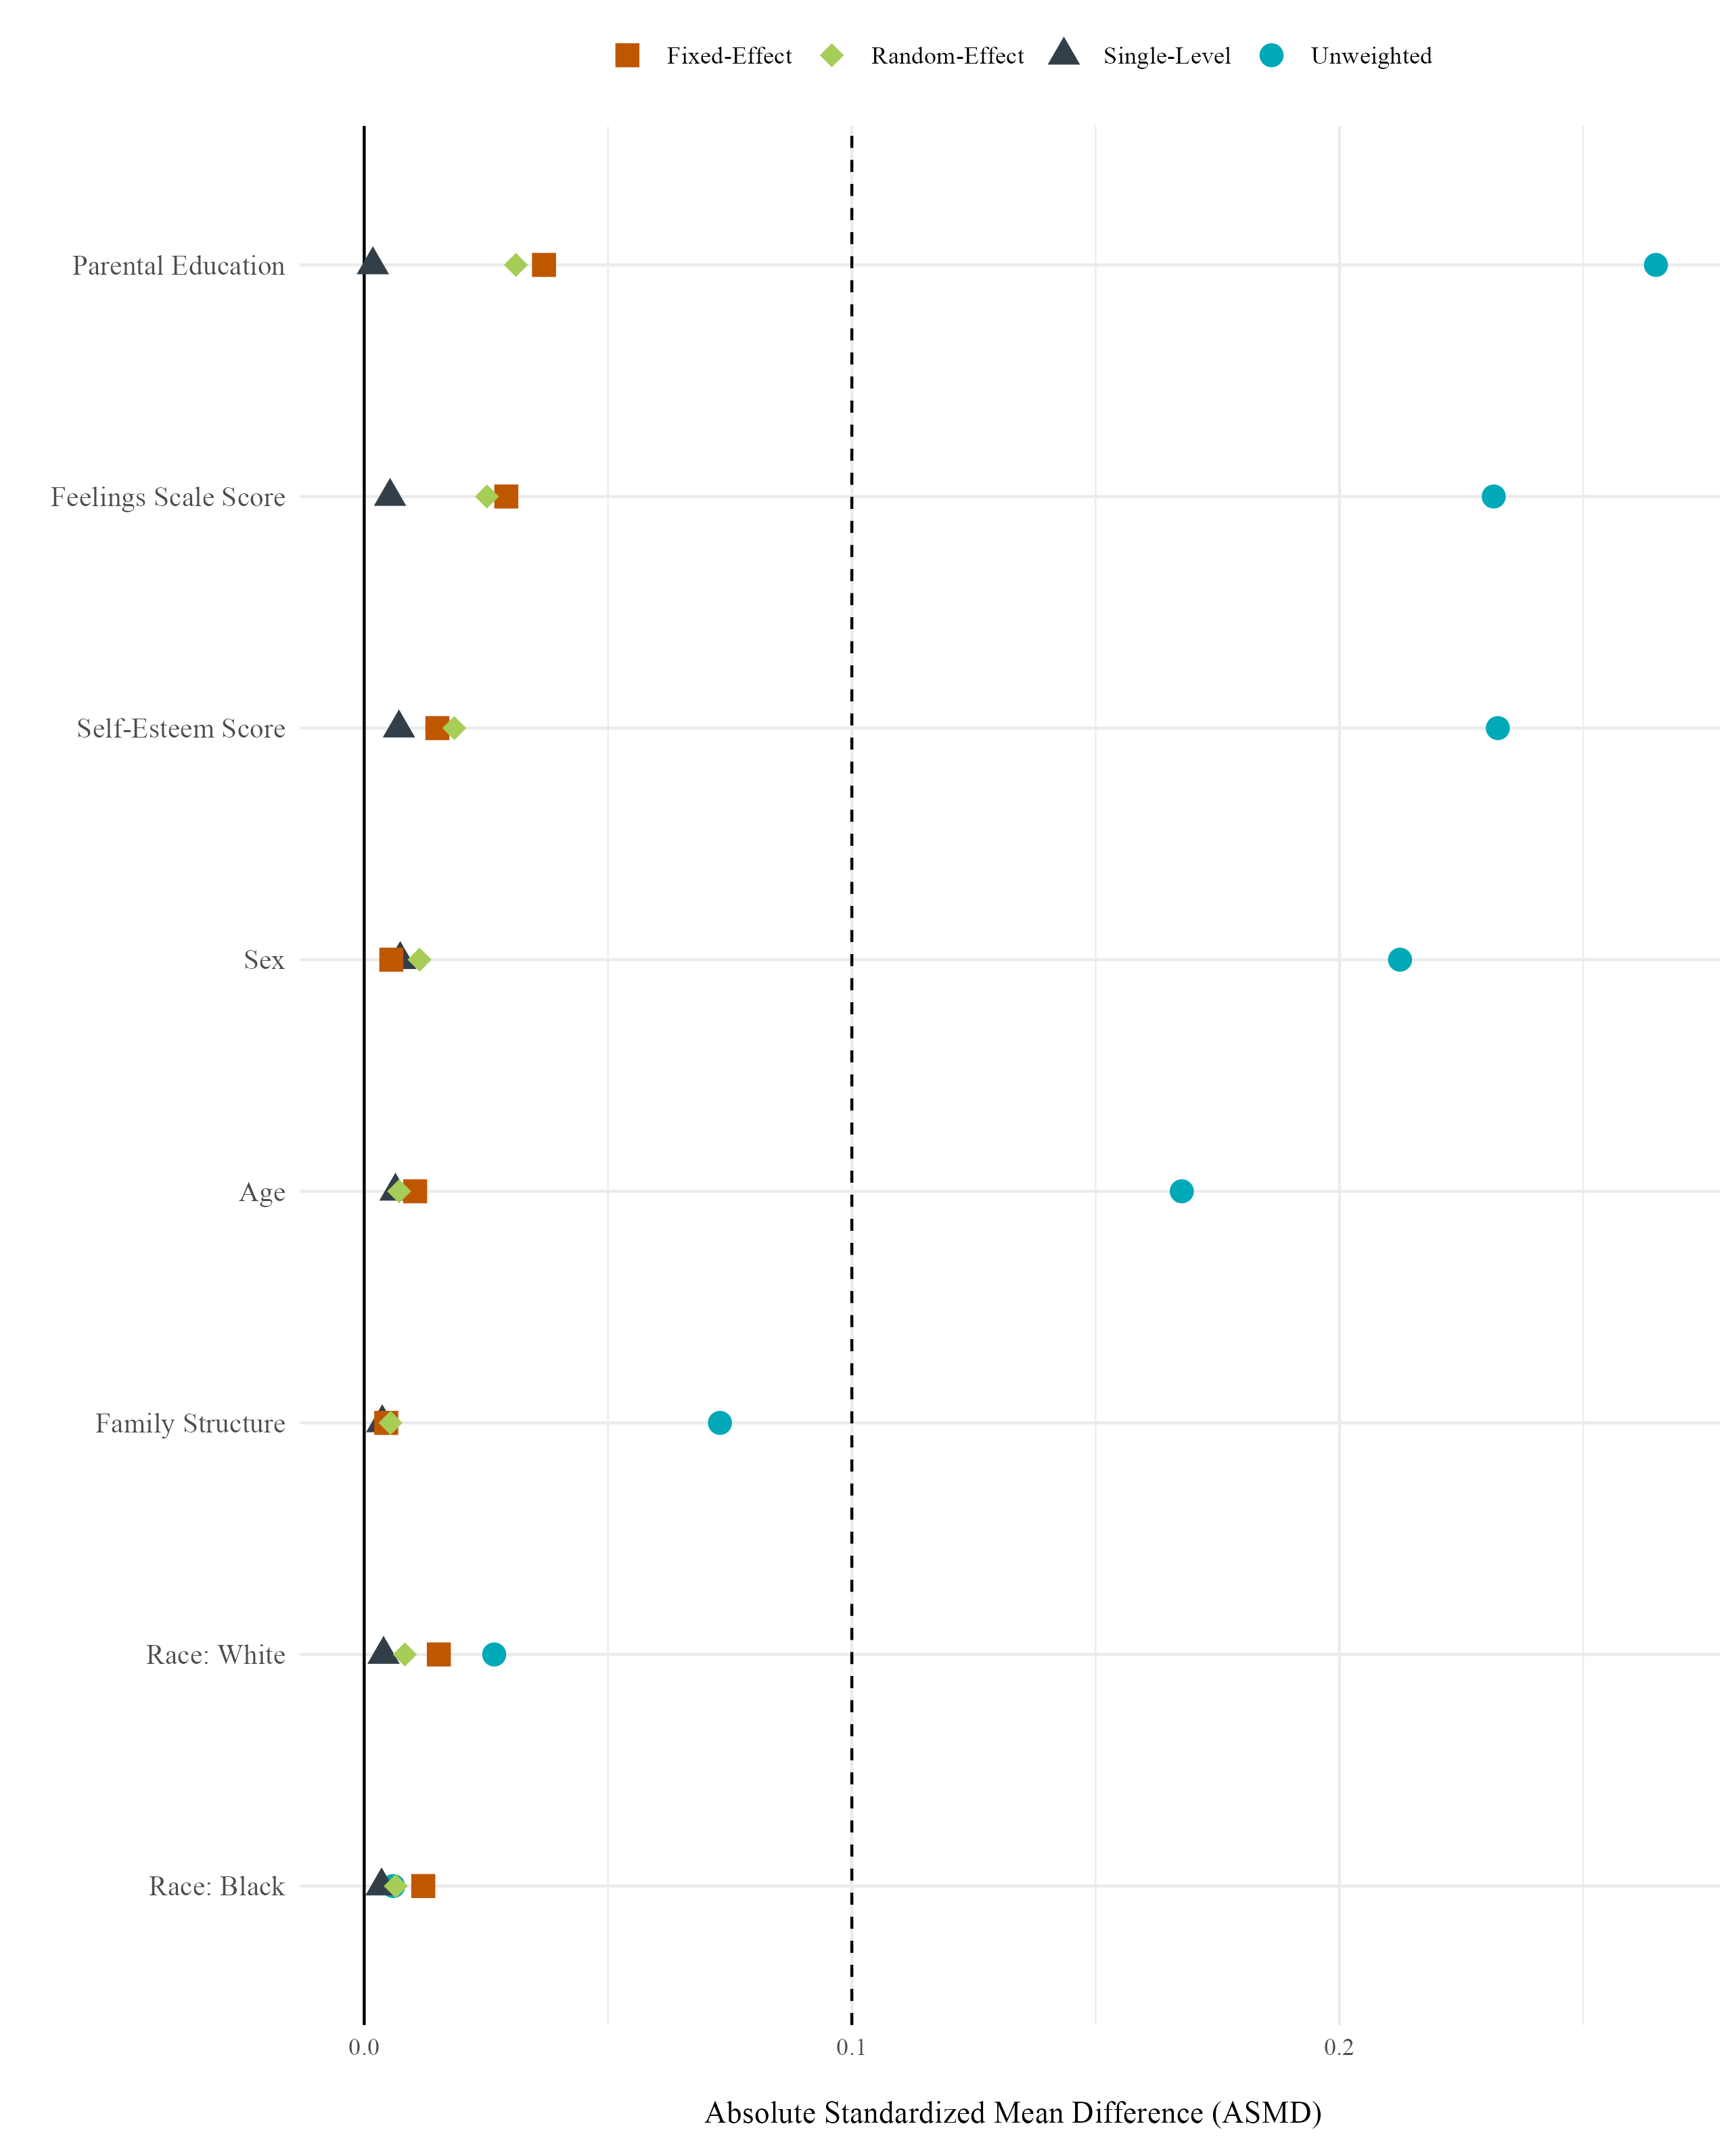 Fixed-Effect Random-Effect Single-Level Unweighted
Parental Education
Feelings Scale Score
Self-Esteem Score
Sex
Age
Family Structure
Race: White
Race: Black
0.0 0.1 0.2
Absolute Standardized Mean Difference (ASMD)